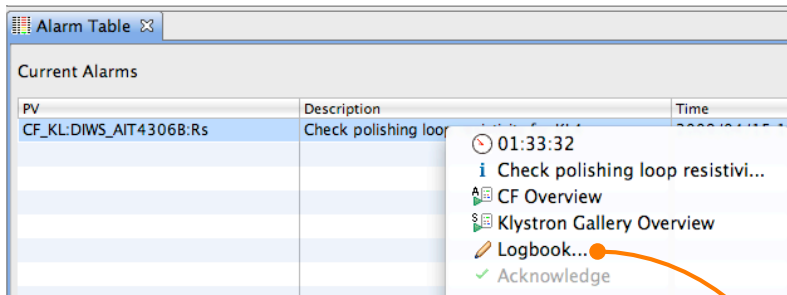 Alarm Table
Current Alarms
PV Description Time
CF_KL:DIWS_AIT4306B:Rs Check polishing loop
01:33:32
i Check polishing loop resistivi...
A CF Overview
S Klystron Gallery Overview
Logbook...
Acknowledge